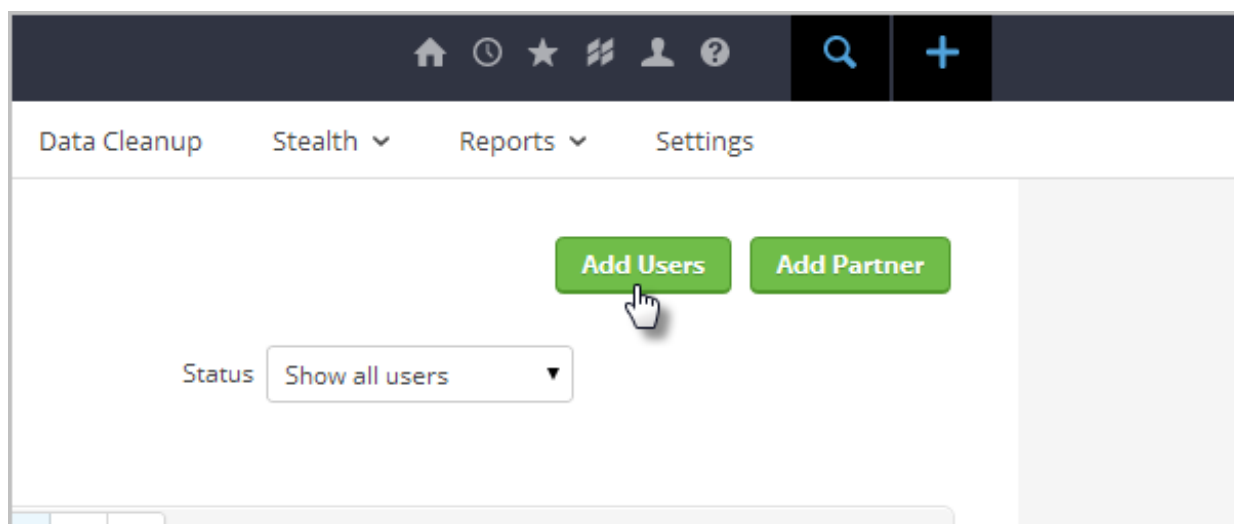 Data Cleanup Stealth Reports Settings
Add Users Add Partner
Status Show all users